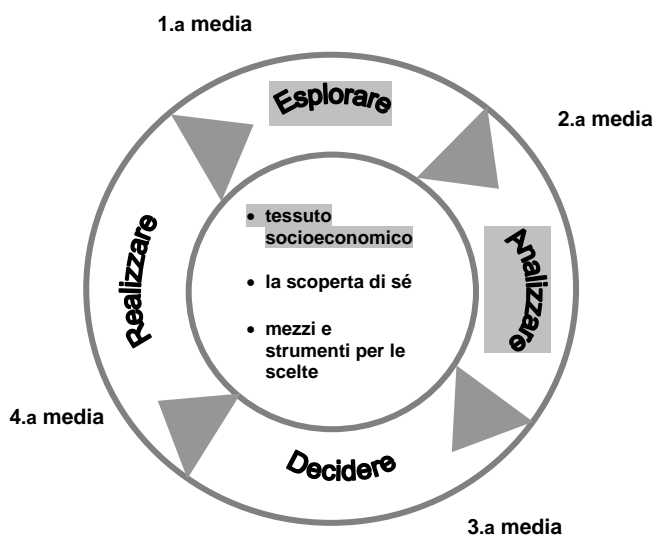 1.a media
Esplorare
2.a media
• tessuto
socioeconomico
Analizzare
• la scoperta di sé
Realizzare
• mezzi e
strumenti per le
scelte
4.a media
Decidere
3.a media